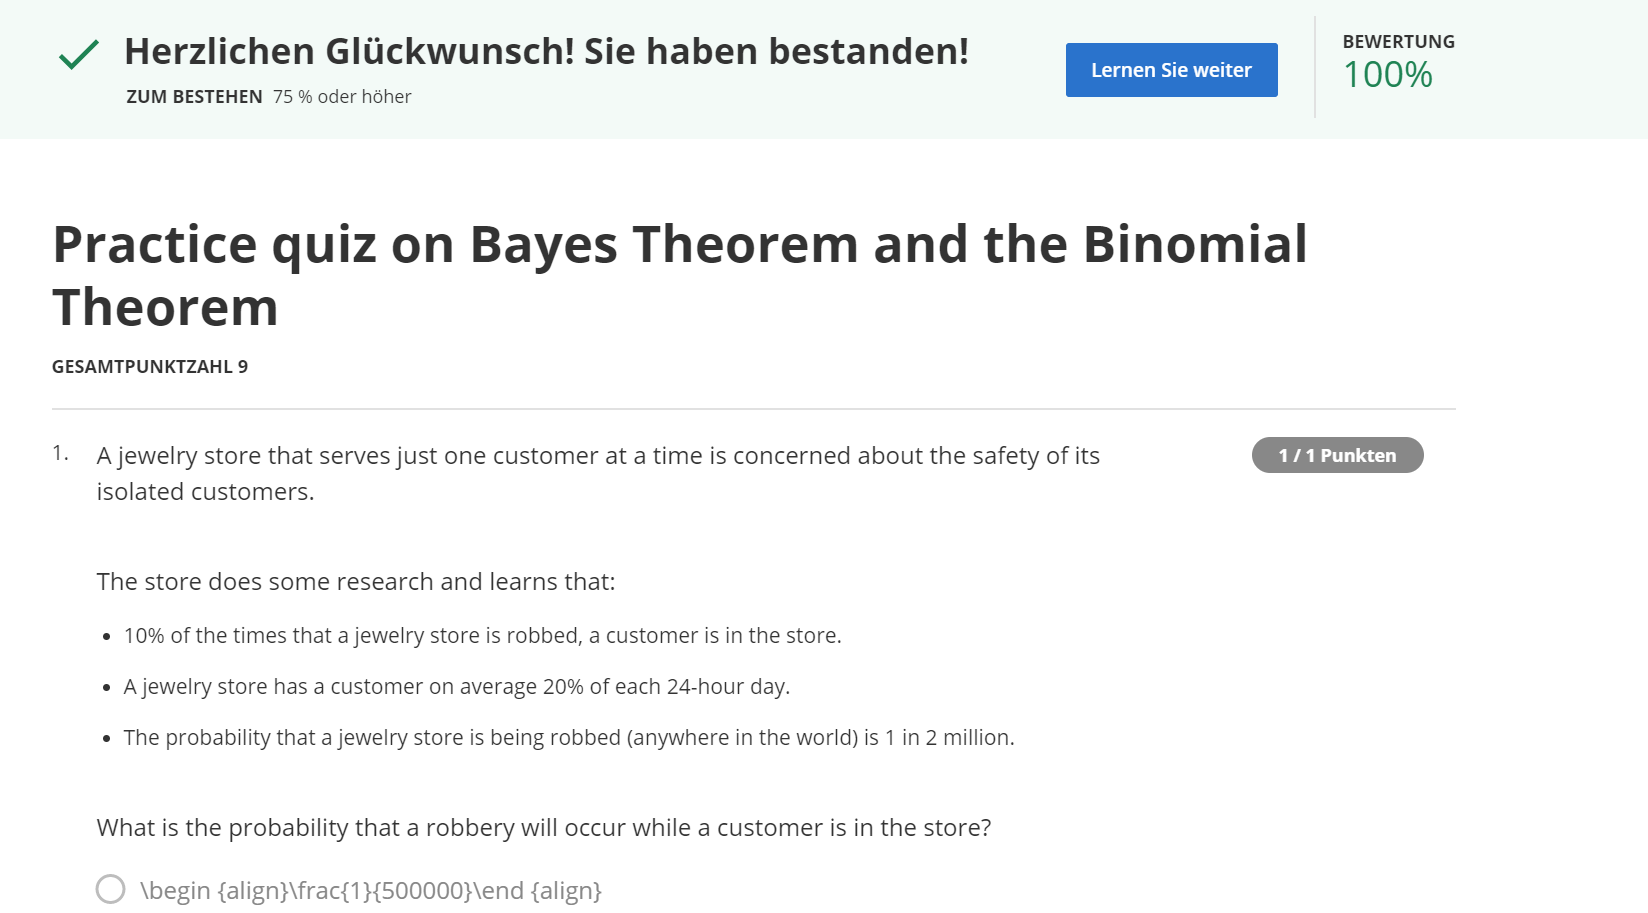 Herzlichen Glückwunsch! Sie haben bestanden!
ZUM BESTEHEN 75 % oder höher
Lernen Sie weiter
BEWERTUNG
100%
Practice quiz on Bayes Theorem and the Binomial
Theorem
GESAMTPUNKTZAHL 9
1. A jewelry store that serves just one customer at a time is concerned about the safety of its
isolated customers.
1 / 1 Punkten
The store does some research and learns that:
• 10% of the times that a jewelry store is robbed, a customer is in the store.
• A jewelry store has a customer on average 20% of each 24-hour day.
• The probability that a jewelry store is being robbed (anywhere in the world) is 1 in 2 million.
What is the probability that a robbery will occur while a customer is in the store?
\begin {align}\frac{1}{500000}\end {align}